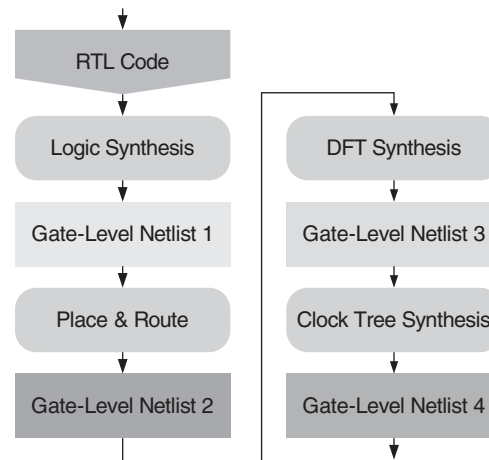 RTL Code
Logic Synthesis
Gate-Level Netlist 1
Place & Route
Gate-Level Netlist 2
DFT Synthesis
Gate-Level Netlist 3
Clock Tree Synthesis
Gate-Level Netlist 4